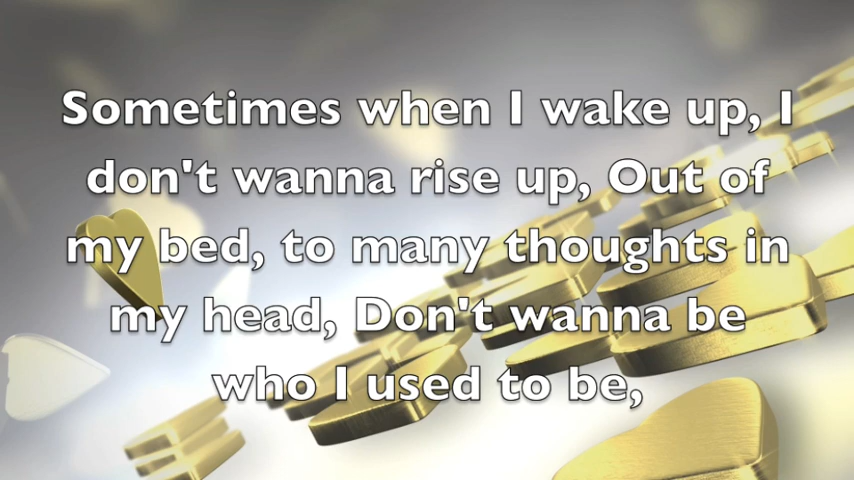 Sometimes when I wake up, I
don't wanna rise up, Out of
my bed, to many thoughts in
my head, Don't wanna be
who I used to be,